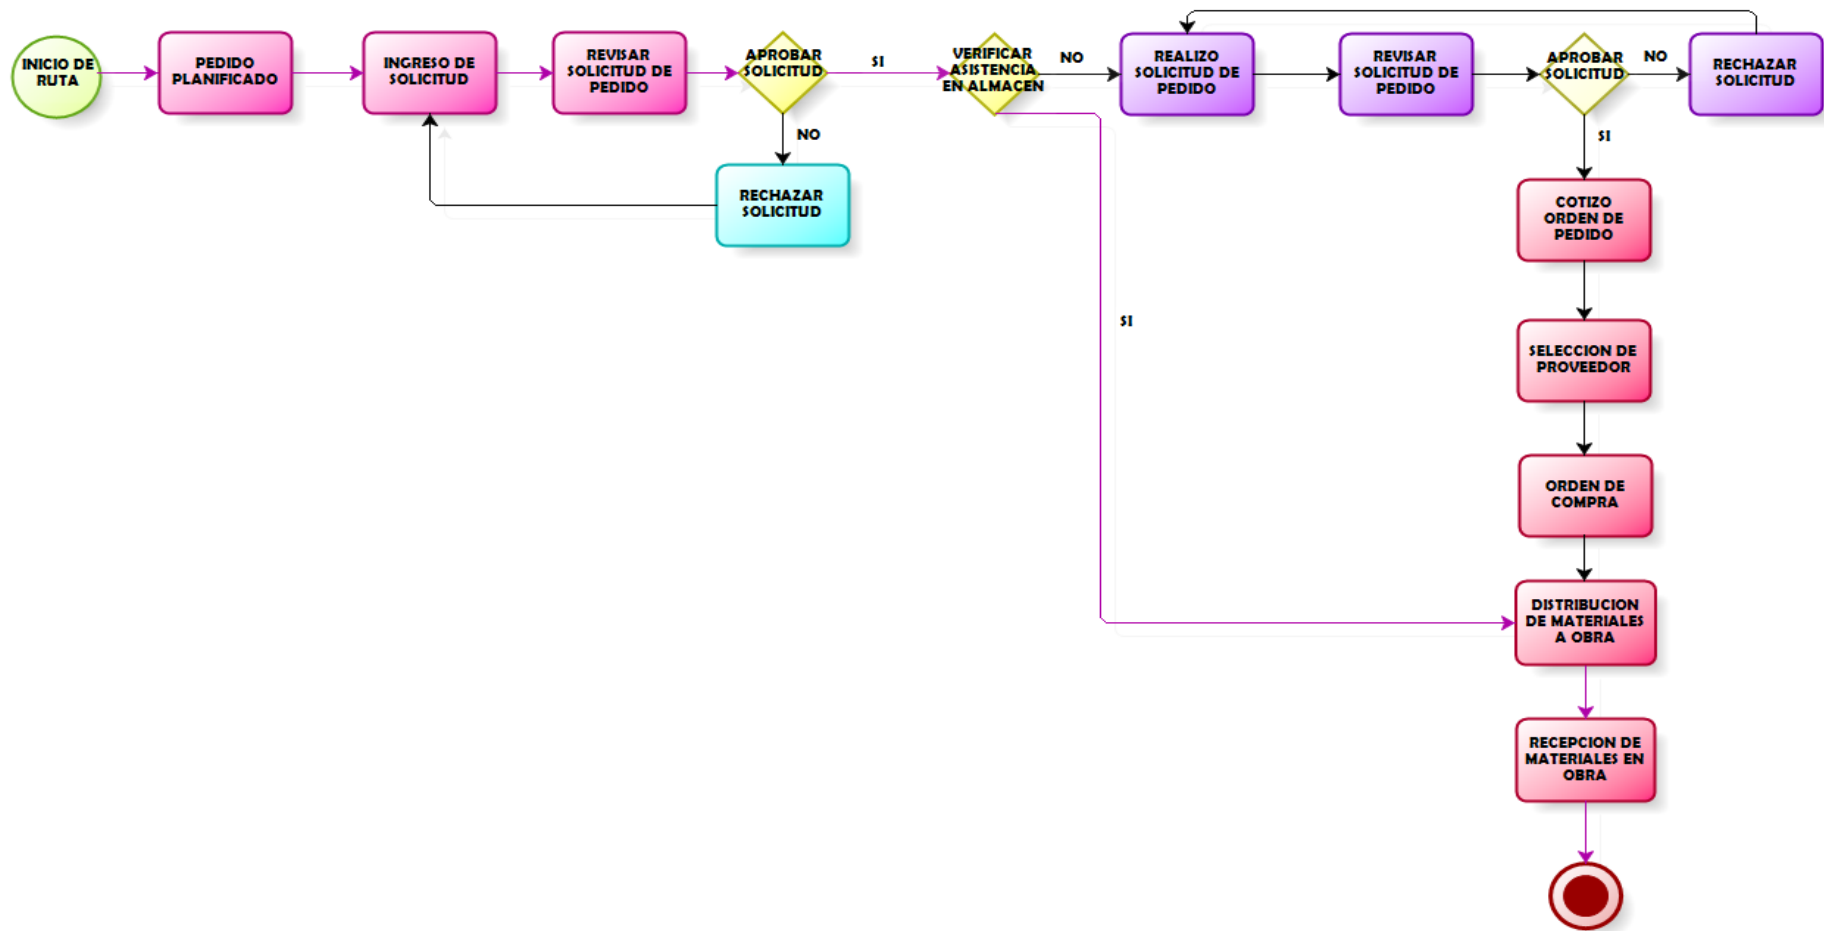 INICIO DE
RUTA
PEDIDO
PLANIFICADO
INGRESO DE
SOLICITUD
REVISAR
SOLICITUD DE
PEDIDO
APROBAR
SOLICITUD
SI
VERIFICAR
ASISTENCIA
EN ALMACEN
NO
REALIZO
SOLICITUD DE
PEDIDO
REVISAR
SOLICITUD DE
PEDIDO
APROBAR
SOLICITUD
NO
RECHAZAR
SOLICITUD
NO
SI
RECHAZAR
SOLICITUD
COTIZO
ORDEN DE
PEDIDO
SI
SELECCION DE
PROVEEDOR
ORDEN DE
COMPRA
DISTRIBUCION
DE MATERIALES
A OBRA
RECEPCION DE
MATERIALES EN
OBRA